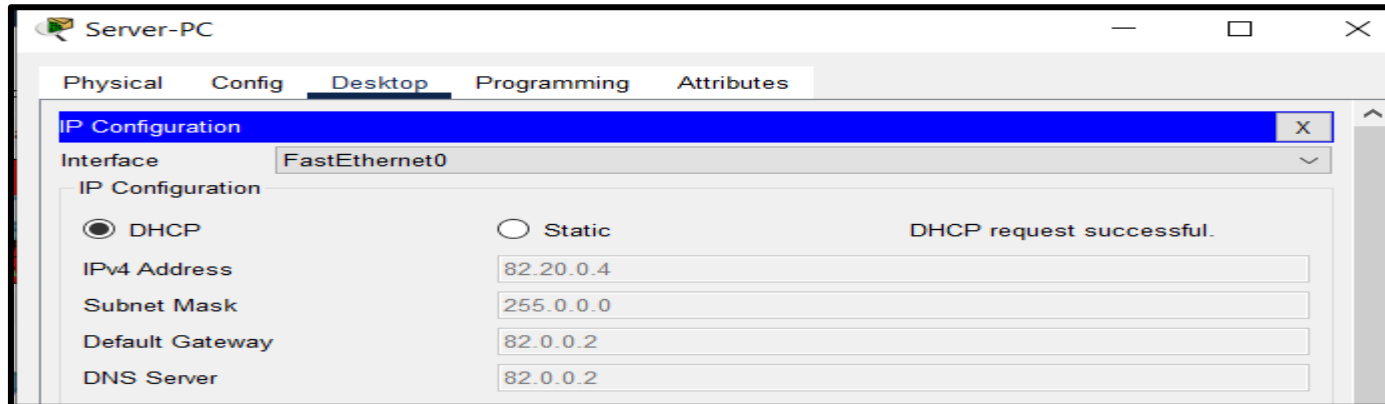 Server-PC
Physical Config Desktop Programming Attributes
IP Configuration X
Interface FastEthernet0
IP Configuration
DHCP Static DHCP request successful.
IPv4 Address 82.20.0.4
Subnet Mask 255.0.0.0
Default Gateway 82.0.0.2
DNS Server 82.0.0.2